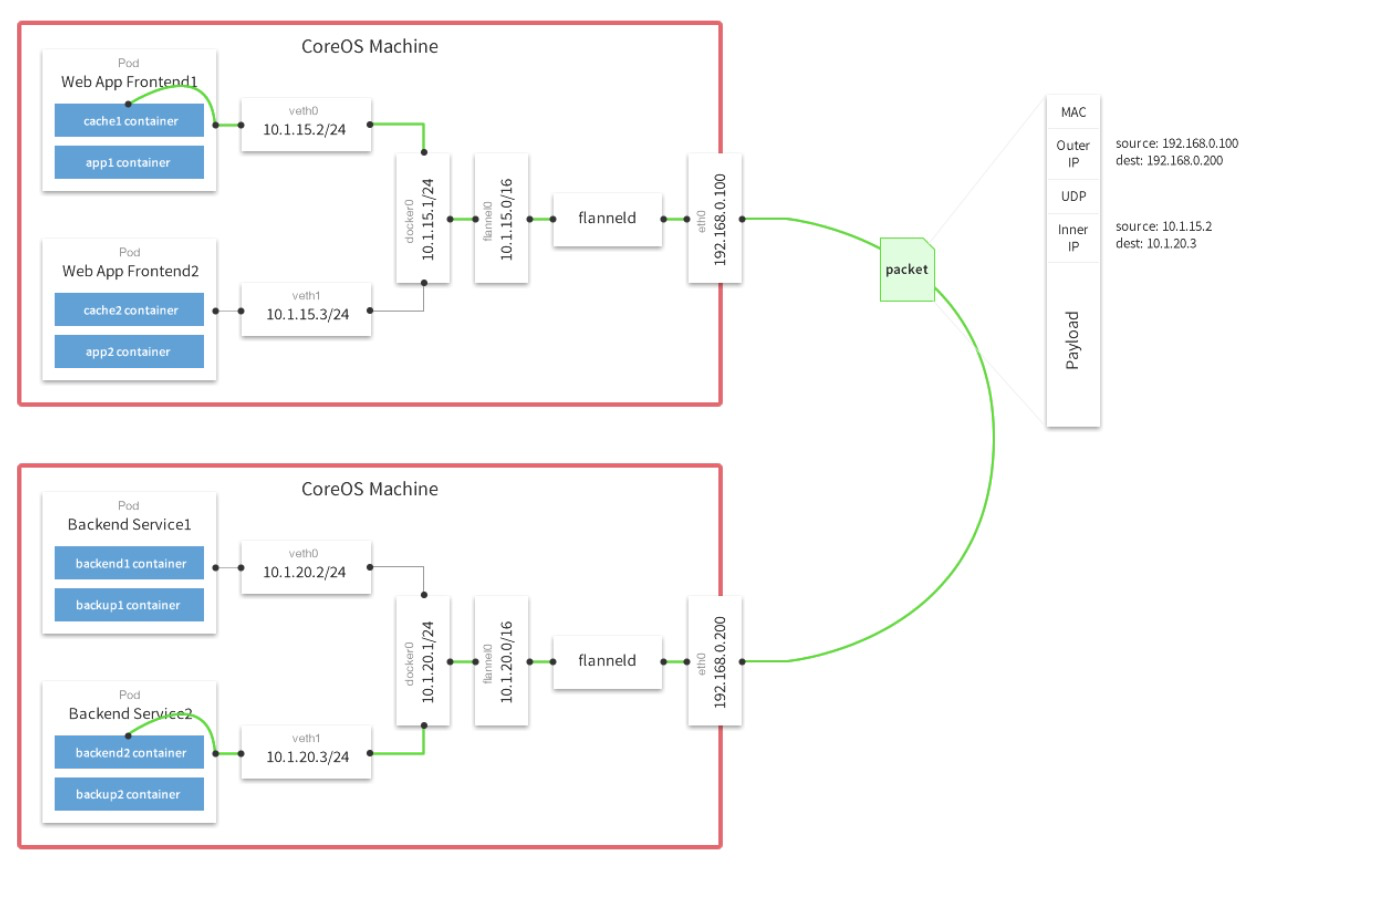 CoreOS Machine
Pod
Web App Frontend1
cache1 container
app1 container
veth0
10.1.15.2/24
Pod
Web App Frontend2
cache2 container
app2 container
veth1
10.1.15.3/24
docker0
10.1.15.1/24
flannel0
10.1.15.0/16
flanneld
eth0
192.168.0.100
packet
MAC
Outer
IP
source: 192.168.0.100
dest: 192.168.0.200
UDP
Inner
IP
source: 10.1.15.2
dest: 10.1.20.3
Payload
CoreOS Machine
Pod
Backend Service1
backend1 container
backup1 container
veth0
10.1.20.2/24
Pod
Backend Service2
backend2 container
backup2 container
veth1
10.1.20.3/24
docker0
10.1.20.1/24
flannel0
10.1.20.0/16
flanneld
eth0
192.168.0.200